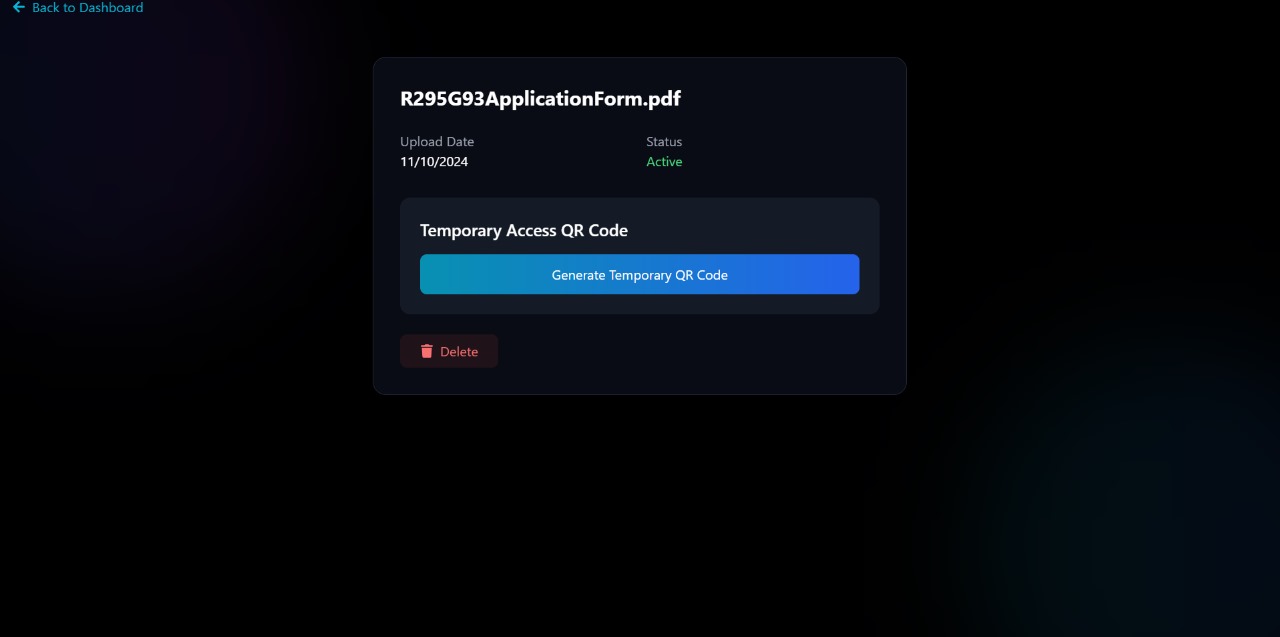 Back to Dashboard
R295G93ApplicationForm.pdf
Upload Date
11/10/2024
Status
Active
Temporary Access QR Code
Generate Temporary QR Code
Delete